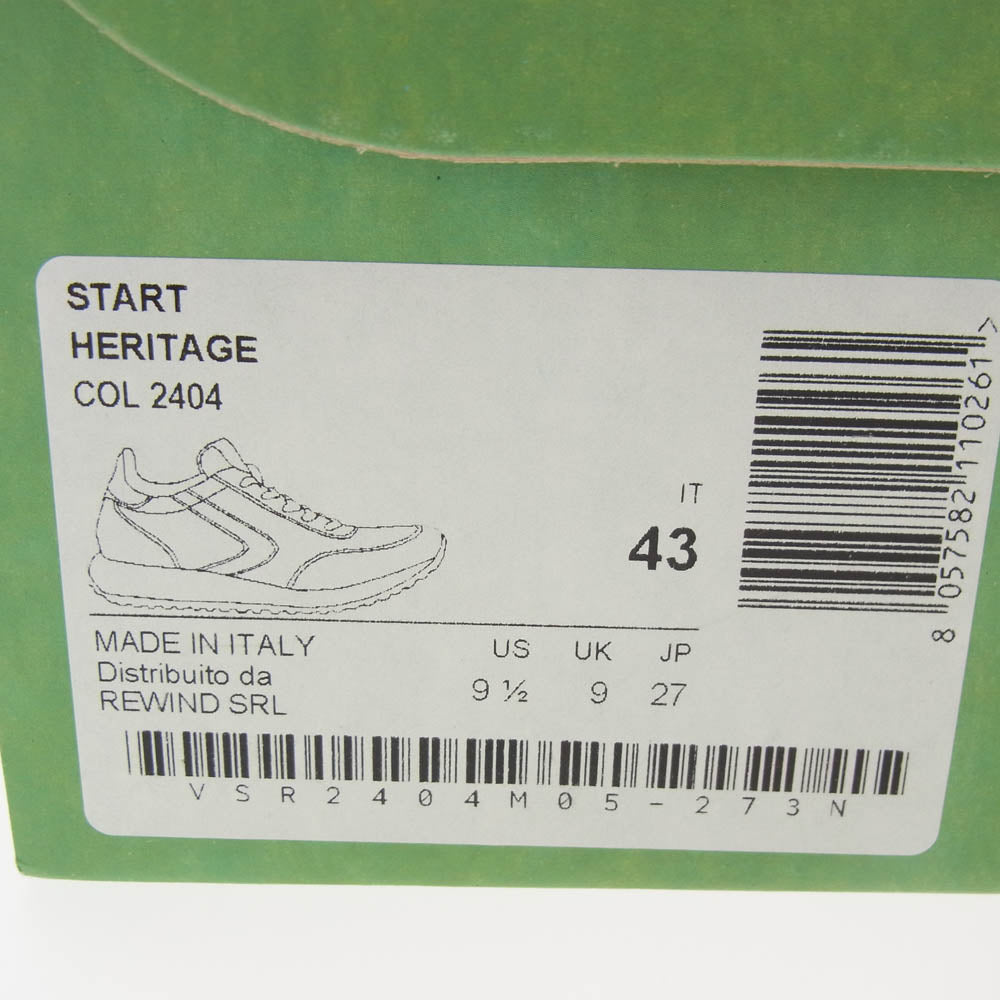 START
HERITAGE
COL 2404
IT
43
MADE IN ITALY
Distribuito da
REWIND SRL
US UK JP
9 ½ 9 27
VSR2404M05-273N
8 057582 110261 >